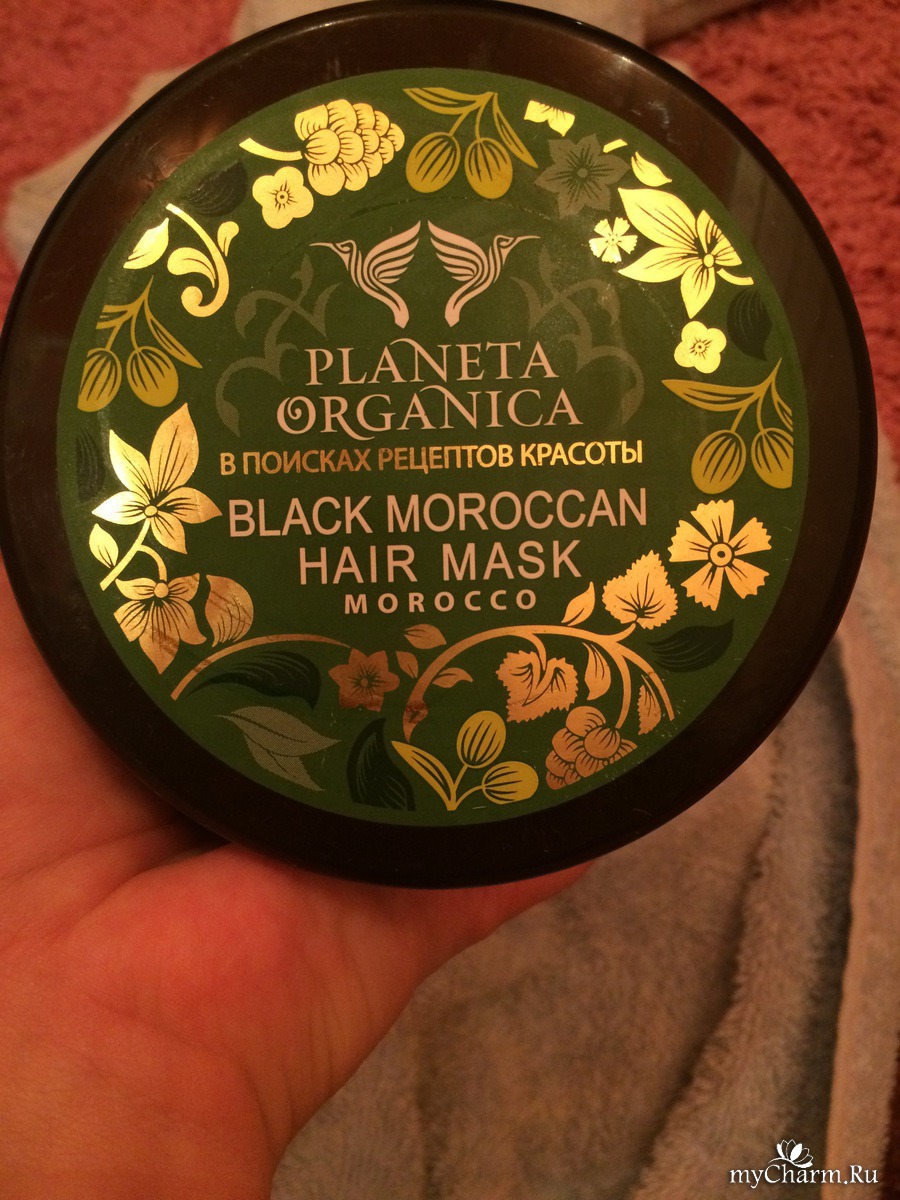 PLANETA
ORGANICA
В ПОИСКАХ РЕЦЕПТОВ КРАСОТЫ
BLACK MOROCCAN
HAIR MASK
MOROCCO
myCharm.Ru